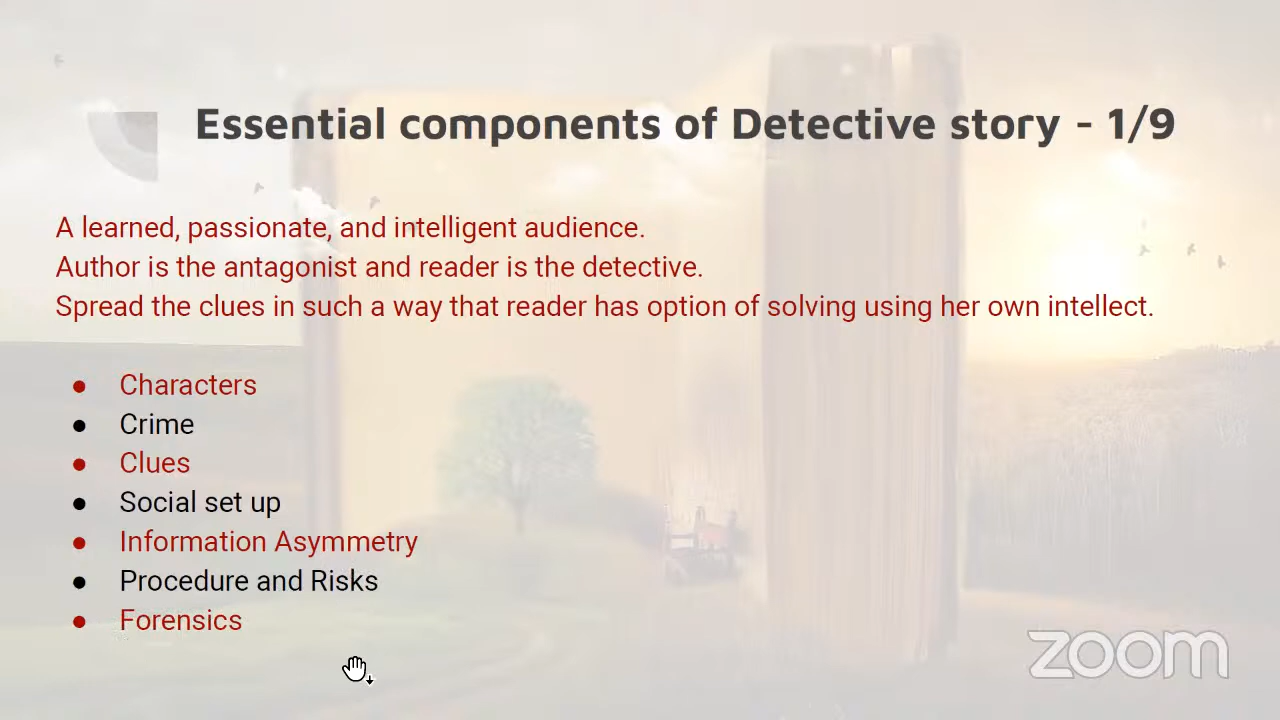 Essential components of Detective story - 1/9
A learned, passionate, and intelligent audience.
Author is the antagonist and reader is the detective.
Spread the clues in such a way that reader has option of solving using her own intellect.
● Characters
● Crime
● Clues
● Social set up
● Information Asymmetry
● Procedure and Risks
● Forensics
zoom